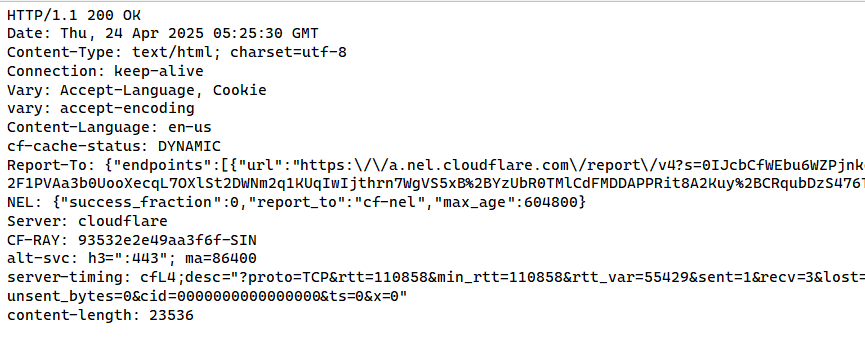 HTTP/1.1 200 OK
Date: Thu, 24 Apr 2025 05:25:30 GMT
Content-Type: text/html; charset=utf-8
Connection: keep-alive
Vary: Accept-Language, Cookie
vary: accept-encoding
Content-Language: en-us
cf-cache-status: DYNAMIC
Report-To: {"endpoints":[{"url":"https:\/\/a.nel.cloudflare.com\/report\/v4?s=0IJcbCfWEbu6WZPjnk
2F1PVAa3b0UooXecqL7OXlSt2DWNm2q1KUqIwIjthrn7WgVS5xB%2BYzUbR0TMlCdFMDDAPPRit8A2Kuy%2BCRqubDzS476
NEL: {"success_fraction":0,"report_to":"cf-nel","max_age":604800}
Server: cloudflare
CF-RAY: 93532e2e49aa3f6f-SIN
alt-svc: h3=":443"; ma=86400
server-timing: cfL4;desc="?proto=TCP&rtt=110858&min_rtt=110858&rtt_var=55429&sent=1&recv=3&lost=
unsent_bytes=0&cid=0000000000000000&ts=0&x=0"
content-length: 23536